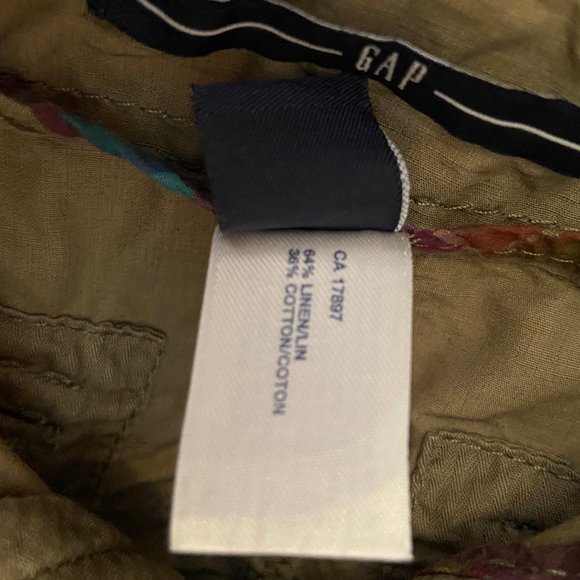 GAP
CA 17897
64% LINEN/LIN
36% COTTON/COTON